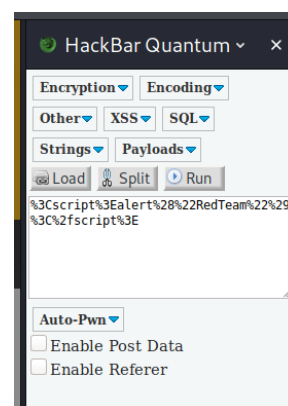 HackBar Quantum ×
Encryption Encoding
Other XSS SQL
Strings Payloads
Load Split Run
%3Cscript%3Ealert%28%22RedTeam%22%29
%3C%2fscript%3E
Auto-Pwn
Enable Post Data
Enable Referer